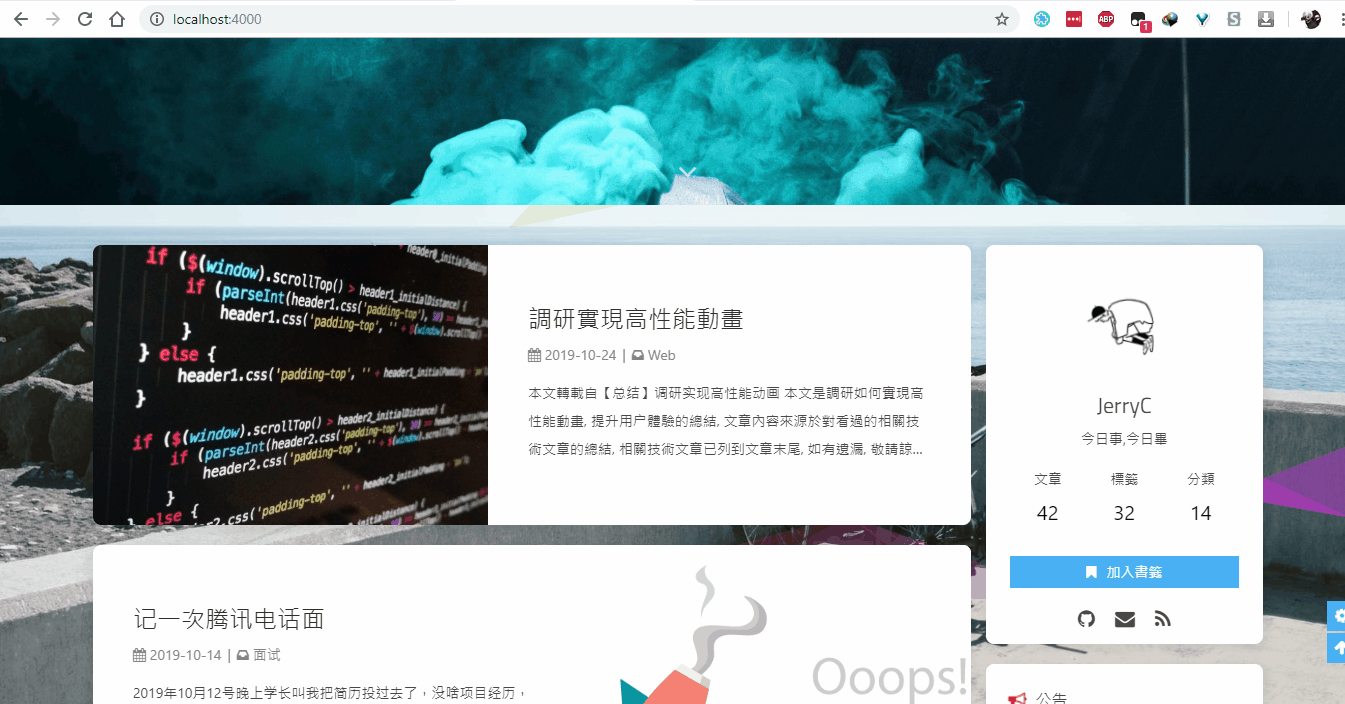 localhost:4000
ABP
1
if ($(window).scrollTop() > header1_initialDistance) {
if (parseInt(header1.css('padding-top'), 10)
header1.css('padding-top', '' + $(window).scrollTop()
}
} else {
header1.css('padding-top', '' + header1_initialPadding
}
if ($(window).scrollTop() > header2_initialDistance) {
if (parseInt(header2.css('padding-top'), 10)
header2.css('padding-top', '' + $(window).scrollTop()
}
else {
css('padding-top', '' + header2_initialPadding
調研實現高性能動畫
2019-10-24 | Web
本文轉載自【总结】调研实现高性能动画 本文是調研如何實現高
性能動畫, 提升用户體驗的總結, 文章内容來源於對看過的相關技
術文章的總結, 相關技術文章已列到文章末尾, 如有遺漏, 敬請諒...
记一次腾讯电话面
2019-10-14 | 面试
2019年10月12号晚上学长叫我把简历投过去了，没啥项目经历，
Ooops!
JerryC
今日事,今日畢
文章 標籤 分類
42 32 14
加入書籤
公告